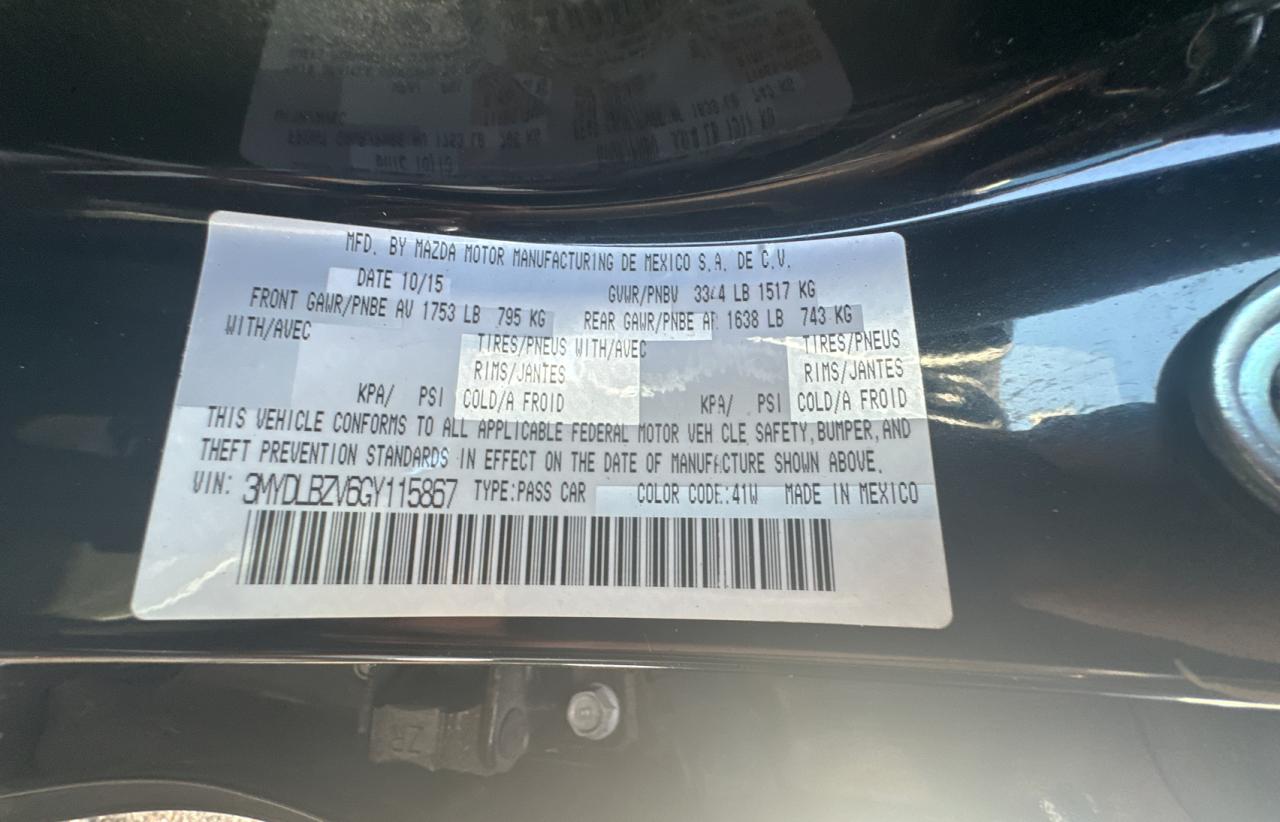 MFD. BY MAZDA MOTOR MANUFACTURING DE MEXICO S.A. DE C.V.
DATE 10/15 GVWR/PNBV LB 1517 KG
FRONT GAWR/PNBE AV 1753 LB 795 KG REAR GAWR/PNBE AR 1638 LB 743 KG
WITH/AVEC TIRES/PNEUS WITH/AVEC TIRES/PNEUS
RIMS/JANTES RIMS/JANTES
KPA/ PSI COLD/A FROID KPA/ PSI COLD/A FROID
THIS VEHICLE CONFORMS TO ALL APPLICABLE FEDERAL MOTOR VEH CLE SAFETY, BUMPER, AND
THEFT PREVENTION STANDARDS IN EFFECT ON THE DATE OF MANUFACTURE SHOWN ABOVE.
VIN: 3MYDLBZV6GY115867 TYPE:PASS CAR COLOR CODE:41W MADE IN MEXICO
ZR